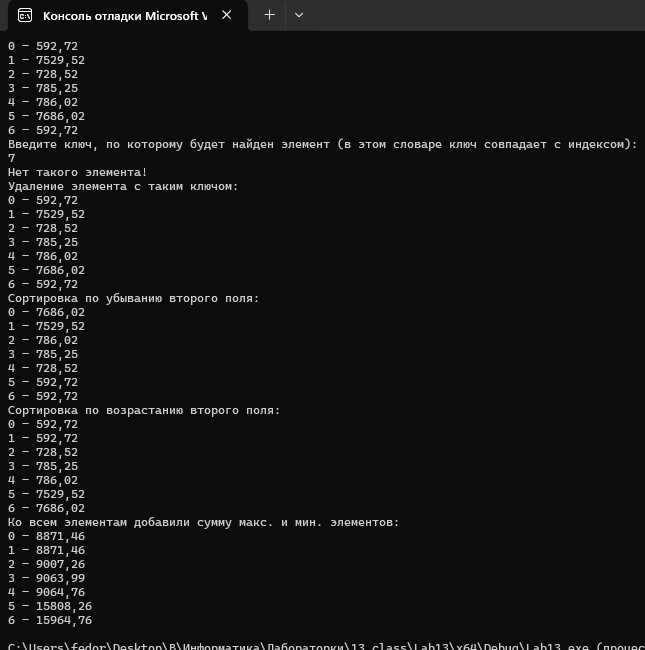 Консоль отладки Microsoft V
0 - 592,72
1 - 7529,52
2 - 728,52
3 - 785,25
4 - 786,02
5 - 7686,02
6 - 592,72
Введите ключ, по которому будет найден элемент (в этом словаре ключ совпадает с индексом):
7
Нет такого элемента!
Удаление элемента с таким ключом:
0 - 592,72
1 - 7529,52
2 - 728,52
3 - 785,25
4 - 786,02
5 - 7686,02
6 - 592,72
Сортировка по убыванию второго поля:
0 - 7686,02
1 - 7529,52
2 - 786,02
3 - 785,25
4 - 728,52
5 - 592,72
6 - 592,72
Сортировка по возрастанию второго поля:
0 - 592,72
1 - 592,72
2 - 728,52
3 - 785,25
4 - 786,02
5 - 7529,52
6 - 7686,02
Ко всем элементам добавили сумму макс. и мин. элементов:
0 - 8871,46
1 - 8871,46
2 - 9007,26
3 - 9063,99
4 - 9064,76
5 - 15808,26
6 - 15964,76
C:\Users\fedor\Desktop\В\Информатика\Лабораторки\13 class\Lab13\x64\Debug\Lab13.exe (процес